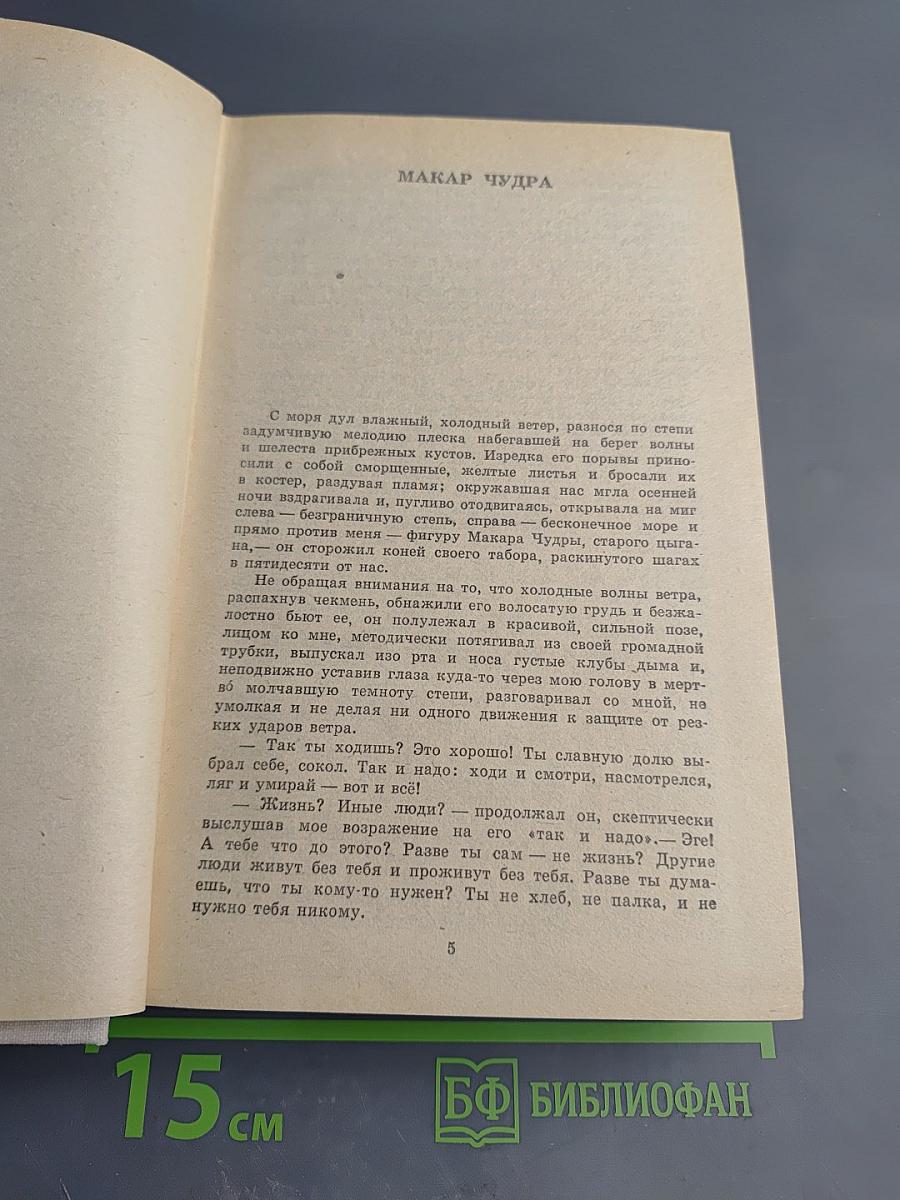 МАКАР ЧУДРА
С моря дул влажный, холодный ветер, разнося по степи
задумчивую мелодию плеска набегавшей на берег волны
и шелеста прибрежных кустов. Изредка его порывы прино-
сили с собой сморщенные, желтые листья и бросали их
в костер, раздувая пламя; окружавшая нас мгла осенней
ночи вздрагивала и, пугливо отодвигаясь, открывала на миг
слева — безграничную степь, справа — бесконечное море и
прямо против меня — фигуру Макара Чудры, старого цыга-
на,— он сторожил коней своего табора, раскинутого шагах
в пятидесяти от нас.
Не обращая внимания на то, что холодные волны ветра,
распахнув чекмень, обнажили его волосатую грудь и безжа-
лостно бьют ее, он полулежал в красивой, сильной позе,
лицом ко мне, методически потягивал из своей громадной
трубки, выпускал изо рта и носа густые клубы дыма и,
неподвижно уставив глаза куда-то через мою голову в мерт-
во́ молчавшую темноту степи, разговаривал со мной, не
умолкая и не делая ни одного движения к защите от рез-
ких ударов ветра.
— Так ты ходишь? Это хорошо! Ты славную долю вы-
брал себе, сокол. Так и надо: ходи и смотри, насмотрелся,
ляг и умирай — вот и всё!
— Жизнь? Иные люди? — продолжал он, скептически
выслушав мое возражение на его «так и надо».— Эге!
А тебе что до этого? Разве ты сам — не жизнь? Другие
люди живут без тебя и проживут без тебя. Разве ты дума-
ешь, что ты кому-то нужен? Ты не хлеб, не палка, и не
нужно тебя никому.
5
15 см
БФ БИБЛИОФАН